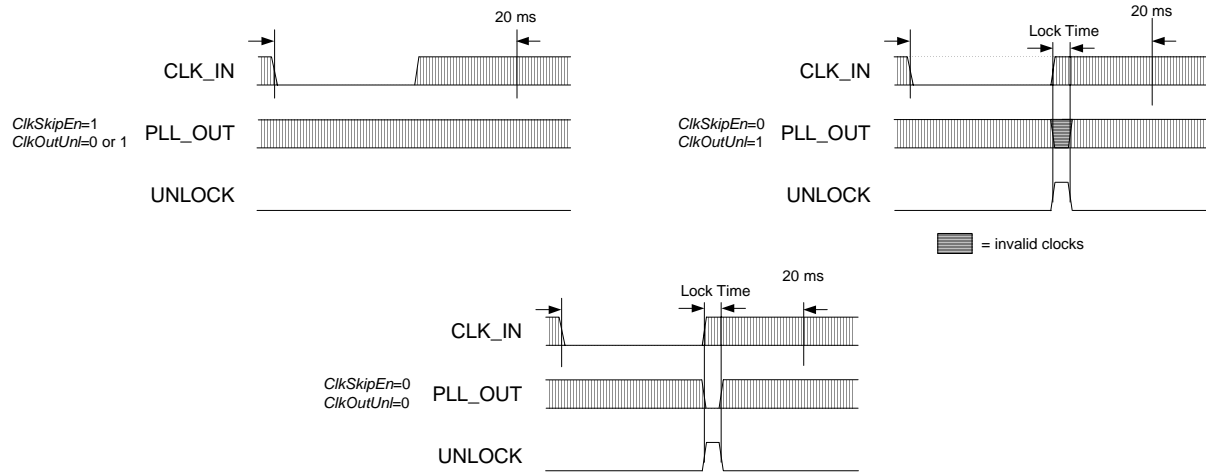 20 ms
CLK_IN
ClkSkipEn=1
ClkOutUnl=0 or 1
PLL_OUT
UNLOCK
20 ms
Lock Time
CLK_IN
ClkSkipEn=0
ClkOutUnl=1
PLL_OUT
UNLOCK
= invalid clocks
20 ms
Lock Time
CLK_IN
ClkSkipEn=0
ClkOutUnl=0
PLL_OUT
UNLOCK